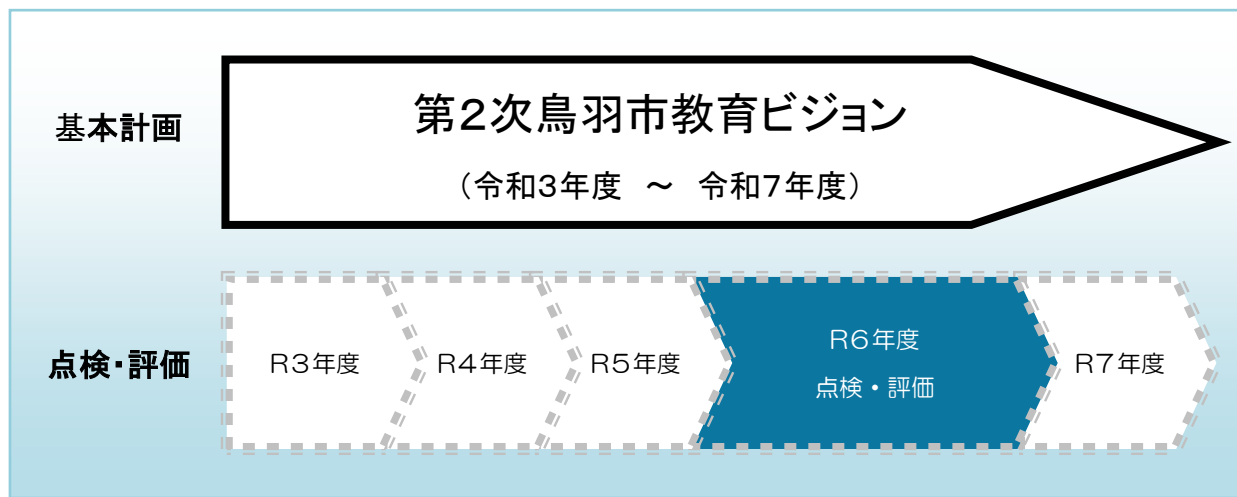 基本計画
第２次鳥羽市教育ビジョン
（令和３年度　～　令和７年度）
点検・評価
Ｒ３年度
Ｒ４年度
Ｒ５年度
Ｒ６年度
点検・評価
Ｒ７年度